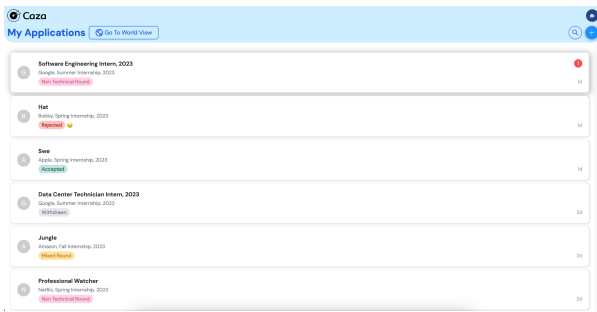 Caza
My Applications Go To World View
Software Engineering Intern, 2023
G
Google, Summer Internship, 2023
Non Technical Round
1d
Hat
B
Bobby, Spring Internship, 2023
Rejected
1d
Swe
A
Apple, Spring Internship, 2023
Accepted
1d
Data Center Technician Intern, 2023
G
Google, Summer Internship, 2023
Withdrawn
2d
Jungle
A
Amazon, Fall Internship, 2023
Mixed Round
2d
Professional Watcher
N
Netflix, Spring Internship, 2023
Non Technical Round
2d